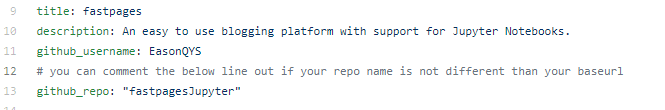 9 title: fastpages
10 description: An easy to use blogging platform with support for Jupyter Notebooks.
11 github_username: EasonQYS
12 # you can comment the below line out if your repo name is not different than your baseurl
13 github_repo: "fastpagesJupyter"